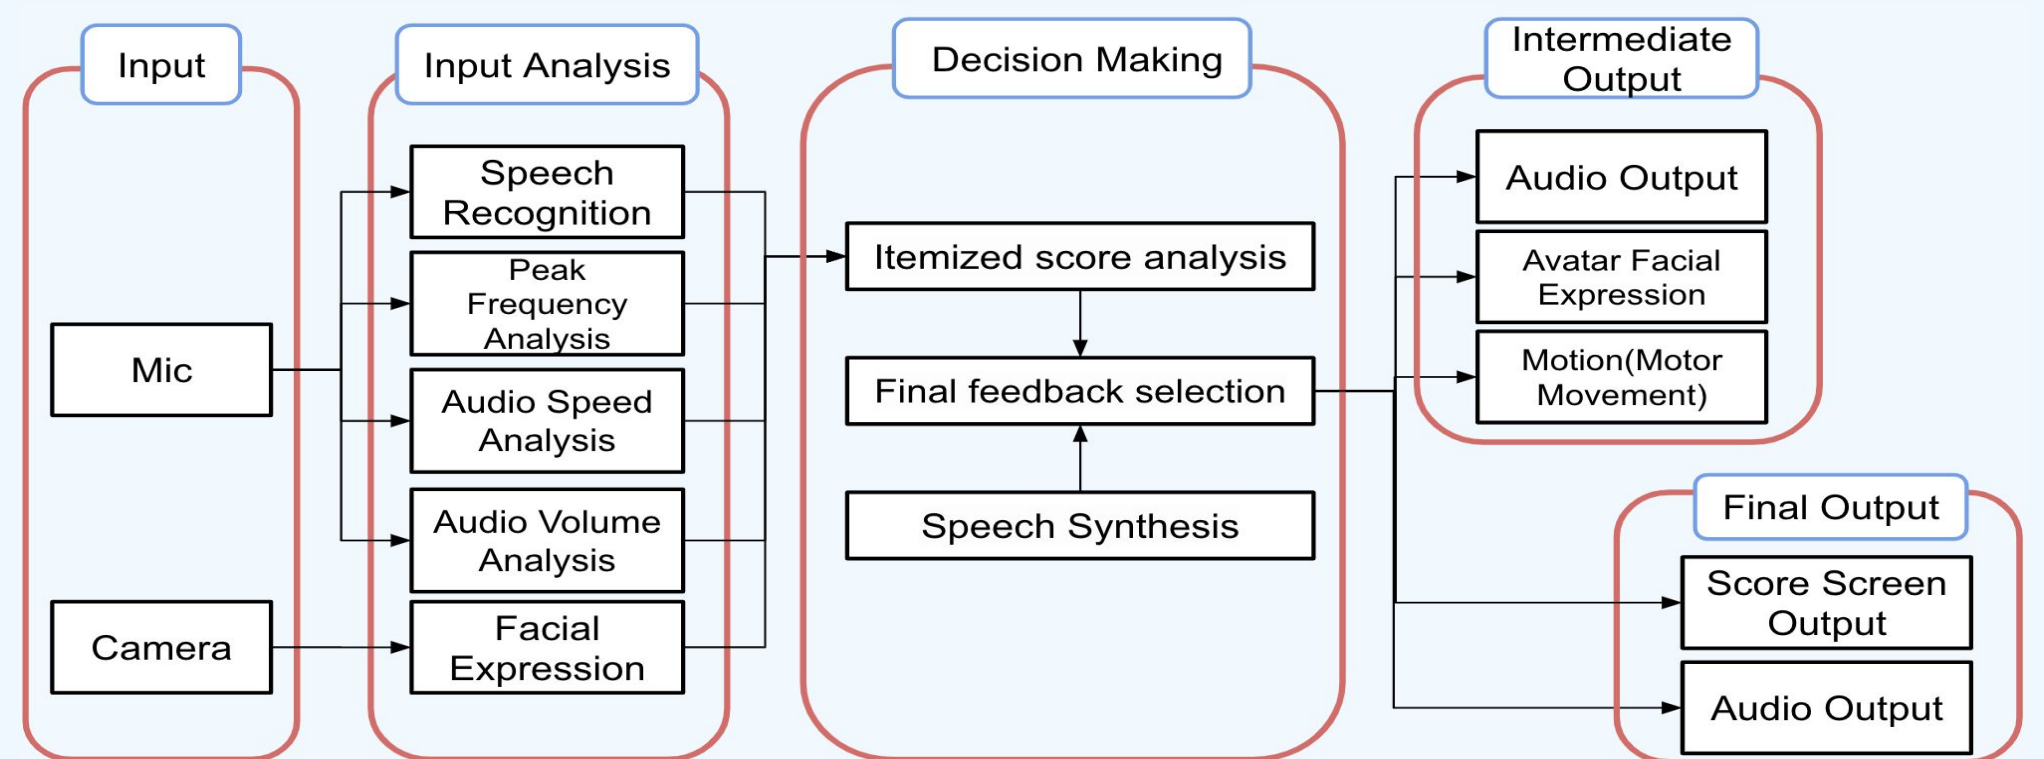 Input
Mic
Camera
Input Analysis
Speech
Recognition
Peak
Frequency
Analysis
Audio Speed
Analysis
Audio Volume
Analysis
Facial
Expression
Decision Making
Itemized score analysis
Final feedback selection
Speech Synthesis
Intermediate
Output
Audio Output
Avatar Facial
Expression
Motion(Motor
Movement)
Final Output
Score Screen
Output
Audio Output